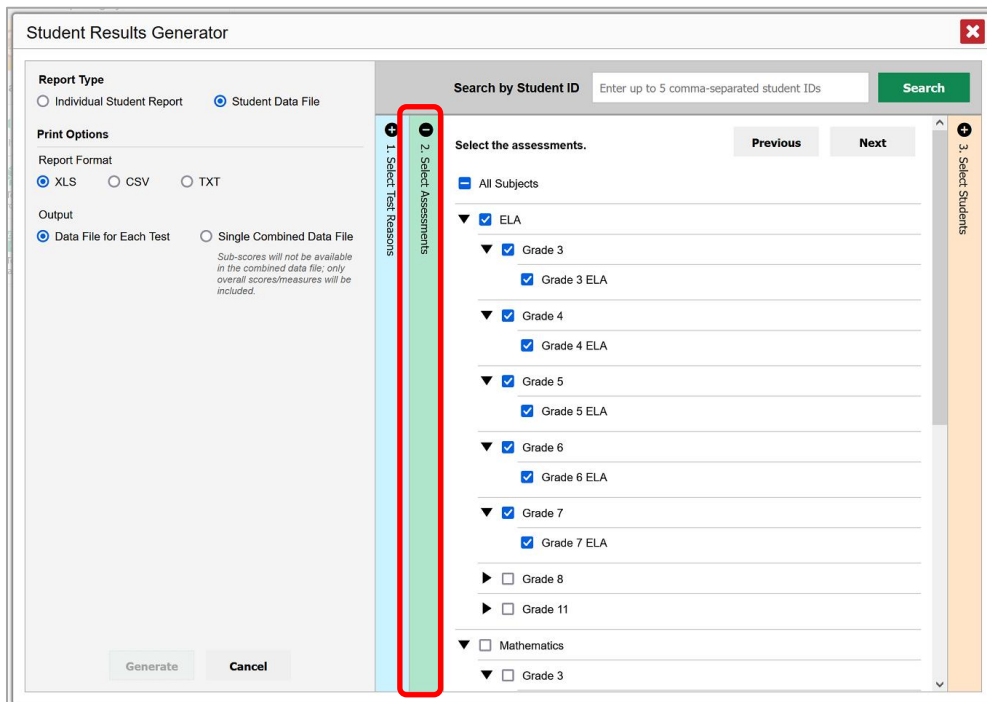 Student Results Generator
Report Type
Individual Student Report
Student Data File
Print Options
Report Format
XLS
CSV
TXT
Output
Data File for Each Test
Single Combined Data File
Sub-scores will not be available
in the combined data file; only
overall scores/measures will be
included.
Generate
Cancel
Search by Student ID
Enter up to 5 comma-separated student IDs
Search
1. Select Test Reasons
2. Select Assessments
Select the assessments.
Previous
Next
All Subjects
ELA
Grade 3
Grade 3 ELA
Grade 4
Grade 4 ELA
Grade 5
Grade 5 ELA
Grade 6
Grade 6 ELA
Grade 7
Grade 7 ELA
Grade 8
Grade 11
Mathematics
Grade 3
3. Select Students